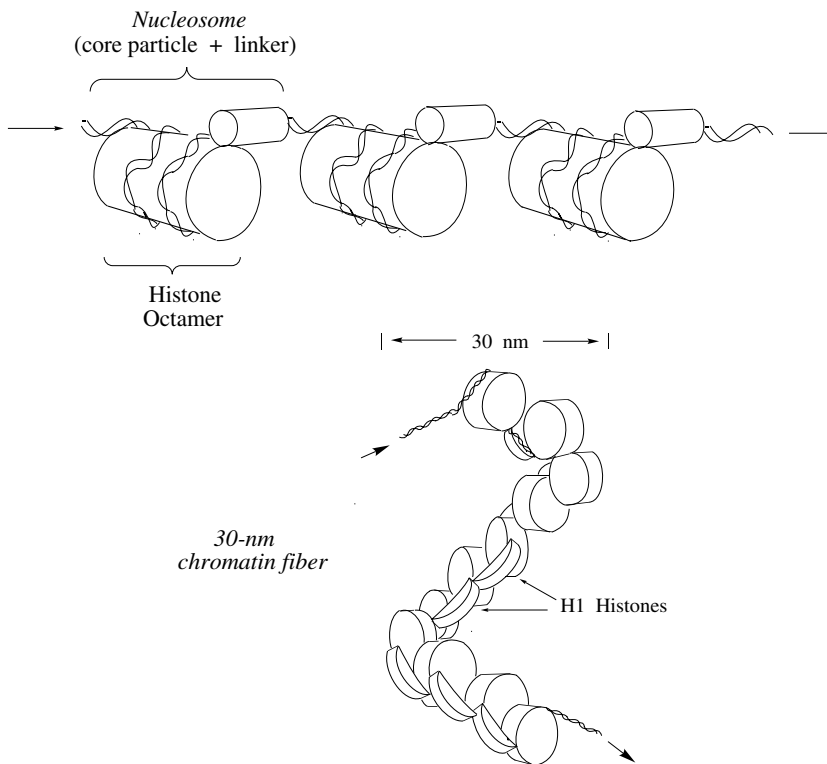 Nucleosome
(core particle + linker)
Histone
Octamer
30 nm
30-nm
chromatin fiber
H1 Histones